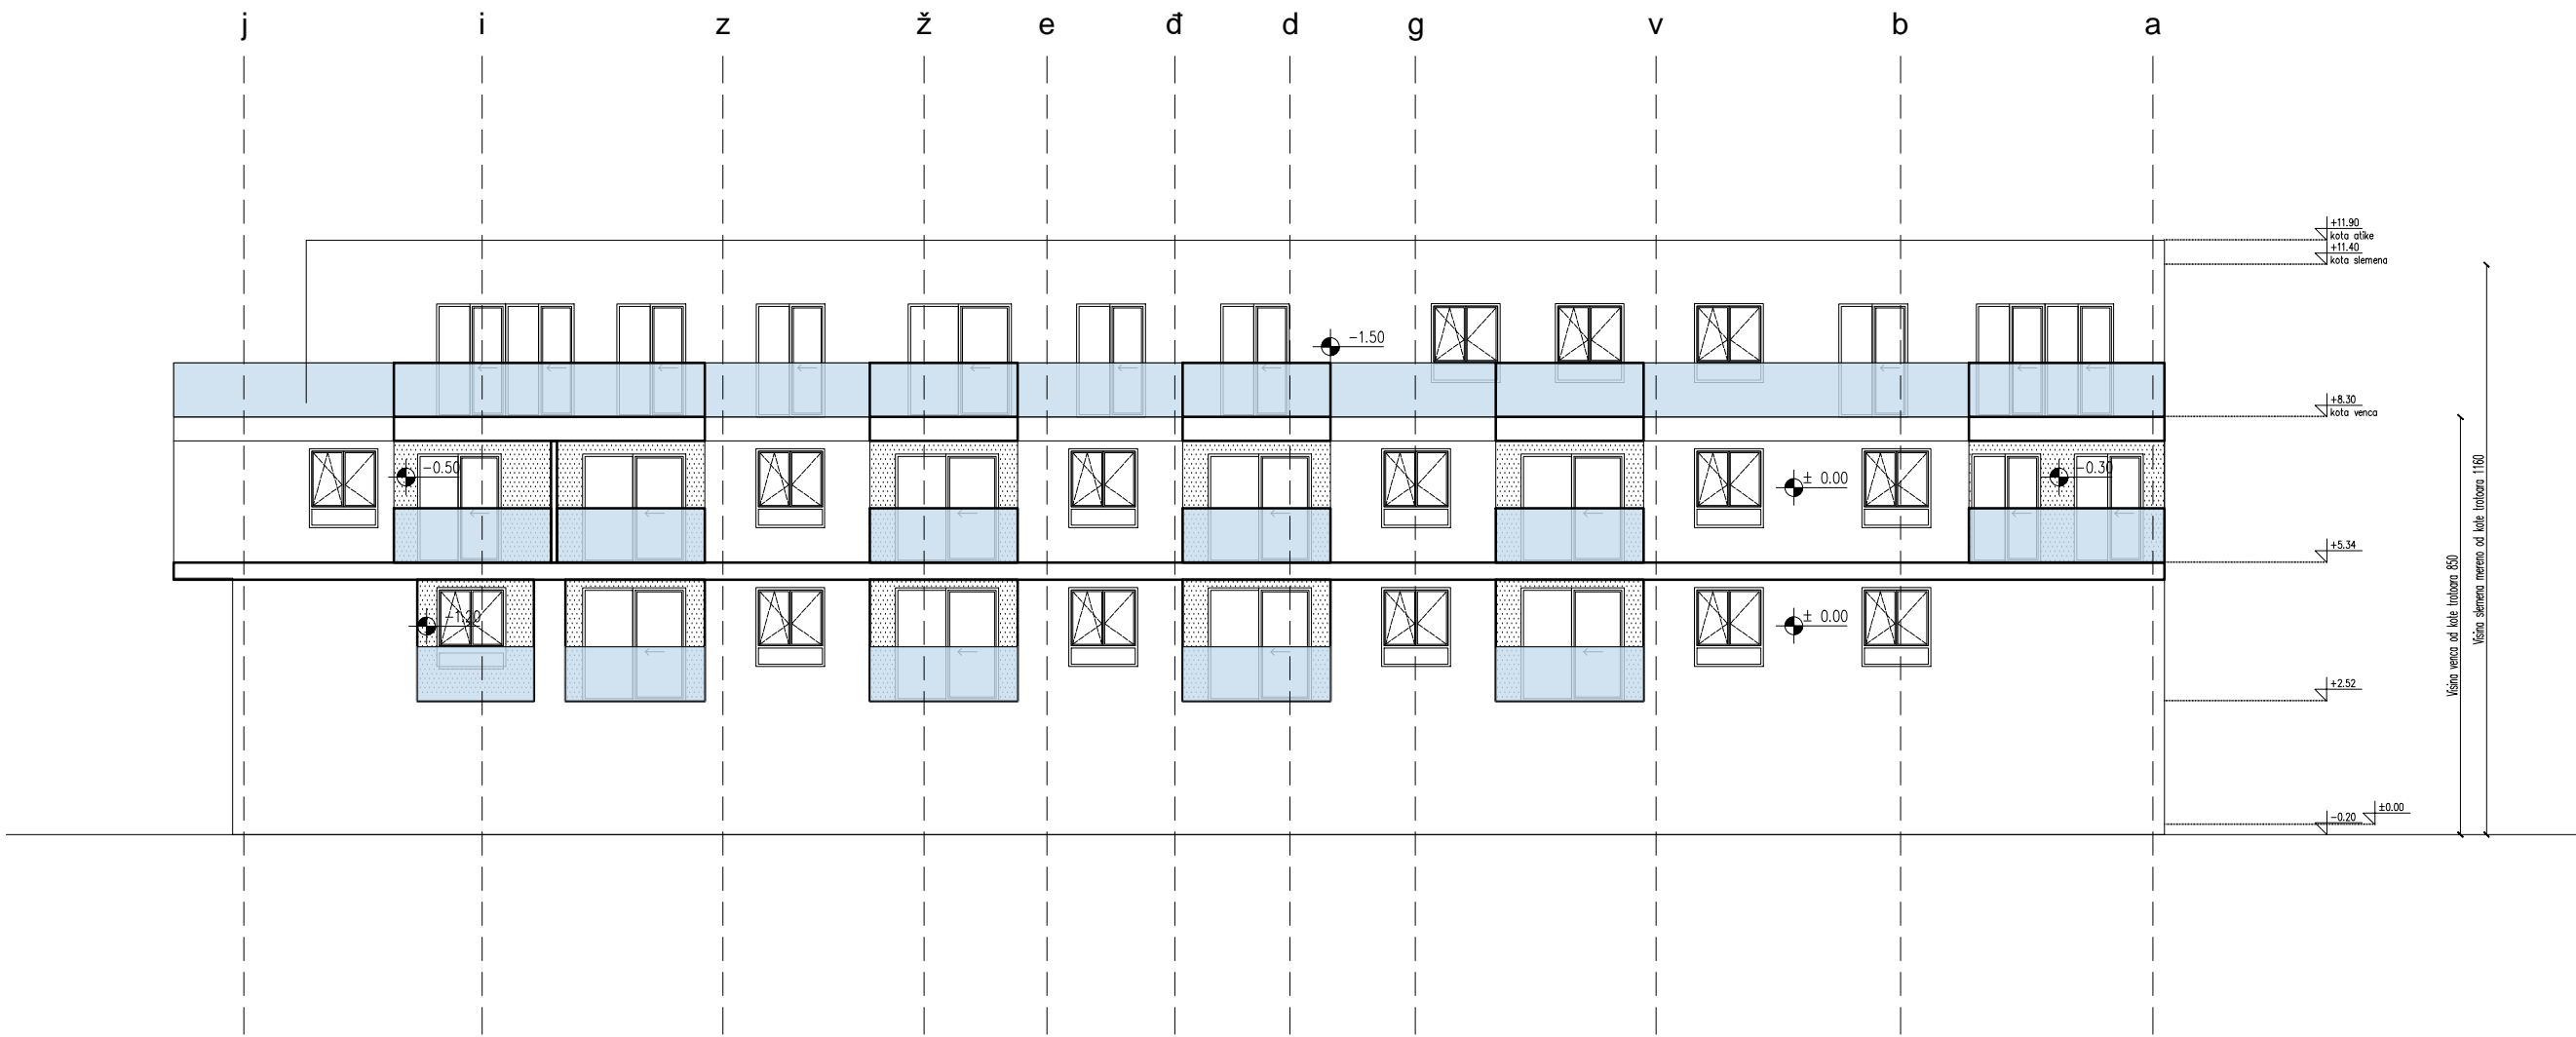 j i z ž e đ d g v b a
+11.90
kota atike
+11.40
kota slemena
-1.50
+8.30
kota venca
-0.50
± 0.00
-0.30
+5.34
-1.20
± 0.00
+2.52
±0.00
-0.20
Visina venca od kote trotoara 850
Visina slemena mereno od kote trotoara 1160